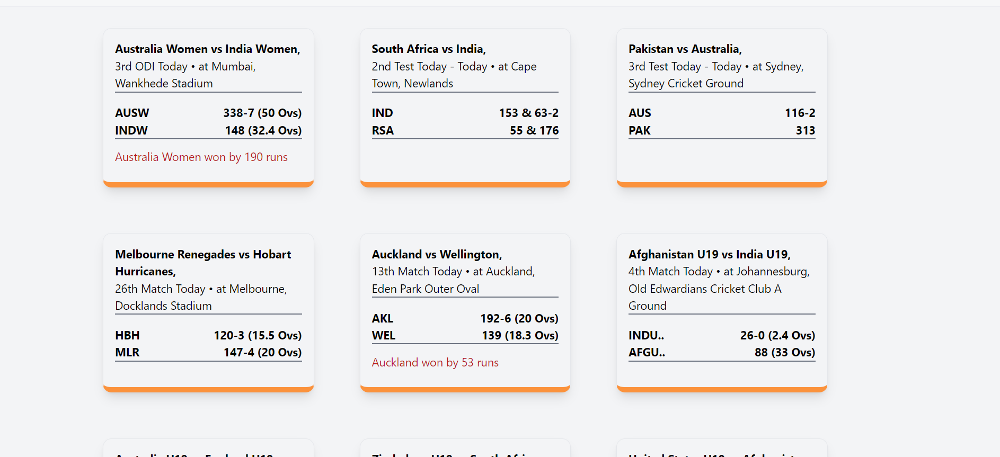 Australia Women vs India Women,
3rd ODI Today • at Mumbai,
Wankhede Stadium
AUSW 338-7 (50 Ovs)
INDW 148 (32.4 Ovs)
Australia Women won by 190 runs
South Africa vs India,
2nd Test Today - Today • at Cape
Town, Newlands
IND 153 & 63-2
RSA 55 & 176
Pakistan vs Australia,
3rd Test Today - Today • at Sydney,
Sydney Cricket Ground
AUS 116-2
PAK 313
Melbourne Renegades vs Hobart
Hurricanes,
26th Match Today • at Melbourne,
Docklands Stadium
HBH 120-3 (15.5 Ovs)
MLR 147-4 (20 Ovs)
Auckland vs Wellington,
13th Match Today • at Auckland,
Eden Park Outer Oval
AKL 192-6 (20 Ovs)
WEL 139 (18.3 Ovs)
Auckland won by 53 runs
Afghanistan U19 vs India U19,
4th Match Today • at Johannesburg,
Old Edwardians Cricket Club A
Ground
INDU.. 26-0 (2.4 Ovs)
AFGU.. 88 (33 Ovs)